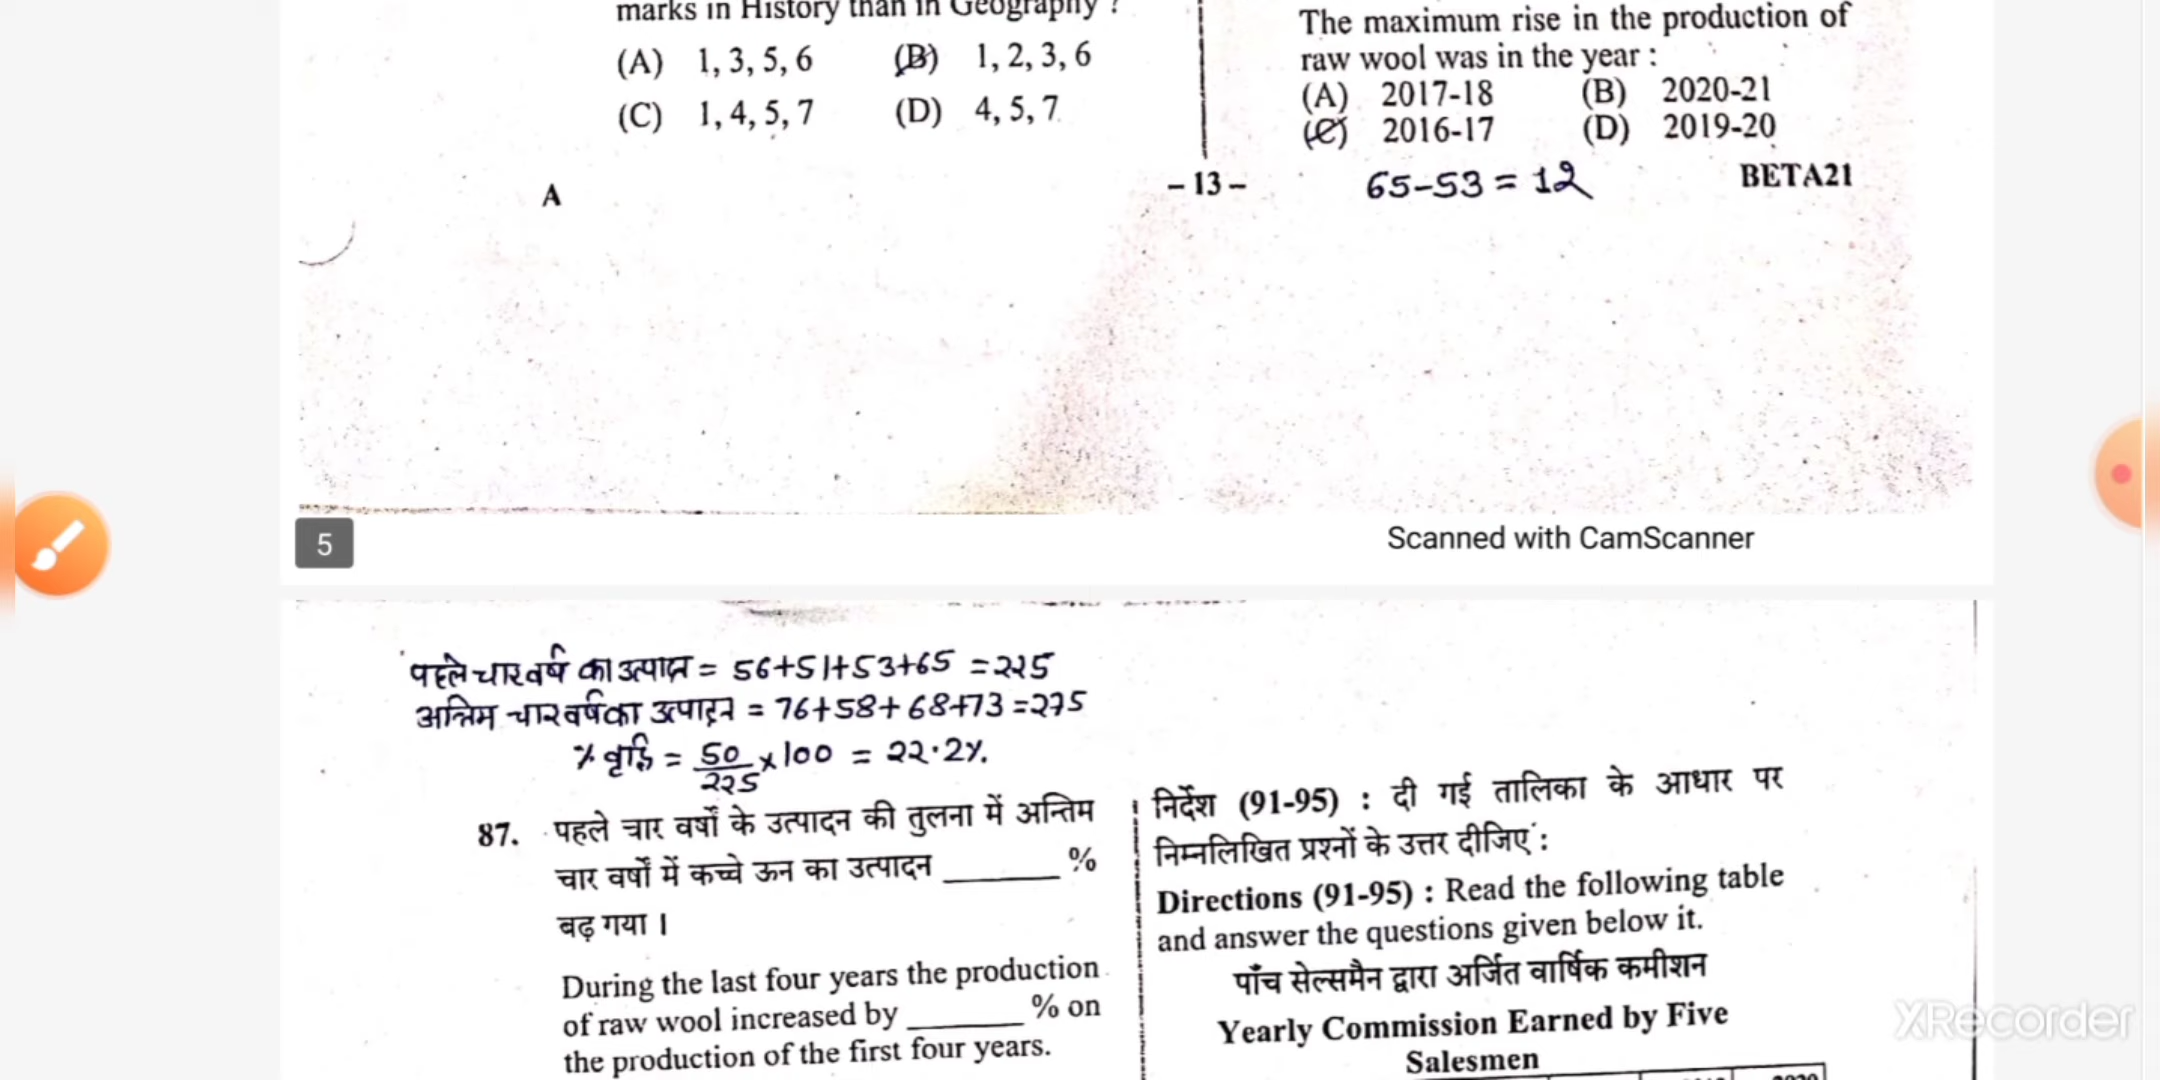 marks in History than in Geography ?
(A) 1, 3, 5, 6 (B) 1, 2, 3, 6
(C) 1, 4, 5, 7 (D) 4, 5, 7
A
The maximum rise in the production of
raw wool was in the year :
(A) 2017-18 (B) 2020-21
(C) 2016-17 (D) 2019-20
– 13 –
65-53 = 12
BETA21
5
Scanned with CamScanner
पहले चार वर्ष का उत्पादन = 56+51+53+65 = 225
अन्तिम चार वर्ष का उत्पादन = 76+58+68+73 = 275
% वृद्धि = 50/225 × 100 = 22.2%
87. पहले चार वर्षों के उत्पादन की तुलना में अन्तिम
चार वर्षों में कच्चे ऊन का उत्पादन ______ %
बढ़ गया ।
During the last four years the production
of raw wool increased by ______ % on
the production of the first four years.
निर्देश (91-95) : दी गई तालिका के आधार पर
निम्नलिखित प्रश्नों के उत्तर दीजिए :
Directions (91-95) : Read the following table
and answer the questions given below it.
पाँच सेल्समैन द्वारा अर्जित वार्षिक कमीशन
Yearly Commission Earned by Five
Salesmen
XRecorder